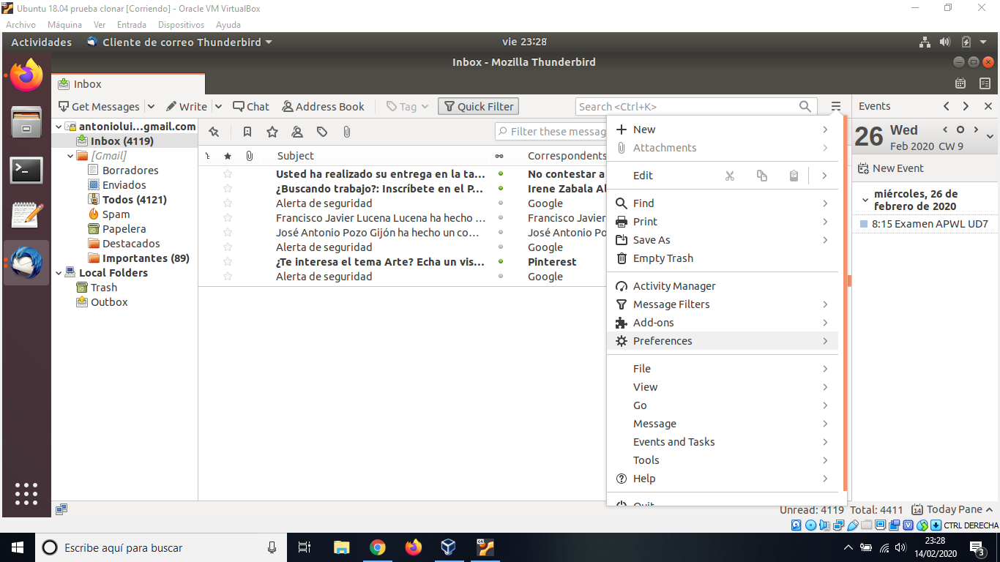 Ubuntu 18.04 prueba clonar [Corriendo] - Oracle VM VirtualBox
Archivo Máquina Ver Entrada Dispositivos Ayuda
Actividades Cliente de correo Thunderbird vie 23:28
Inbox - Mozilla Thunderbird
Inbox
Get Messages Write Chat Address Book Tag Quick Filter Search <Ctrl+K>
Events
antoniolui...gmail.com
Inbox (4119)
[Gmail]
Borradores
Enviados
Todos (4121)
Spam
Papelera
Destacados
Importantes (89)
Local Folders
Trash
Outbox
Filter these messag
Subject Correspondents
Usted ha realizado su entrega en la ta... No contestar a
¿Buscando trabajo?: Inscríbete en el P... Irene Zabala Al
Alerta de seguridad Google
Francisco Javier Lucena Lucena ha hecho ... Francisco Javier
José Antonio Pozo Gijón ha hecho un co... José Antonio Po
Alerta de seguridad Google
¿Te interesa el tema Arte? Echa un vis... Pinterest
Alerta de seguridad Google
New
Attachments
Edit
Find
Print
Save As
Empty Trash
Activity Manager
Message Filters
Add-ons
Preferences
File
View
Go
Message
Events and Tasks
Tools
Help
Quit
26 Wed
Feb 2020 CW 9
New Event
miércoles, 26 de
febrero de 2020
8:15 Examen APWL UD7
Unread: 4119 Total: 4411 14 Today Pane
CTRL DERECHA
Escribe aquí para buscar
23:28
14/02/2020
3